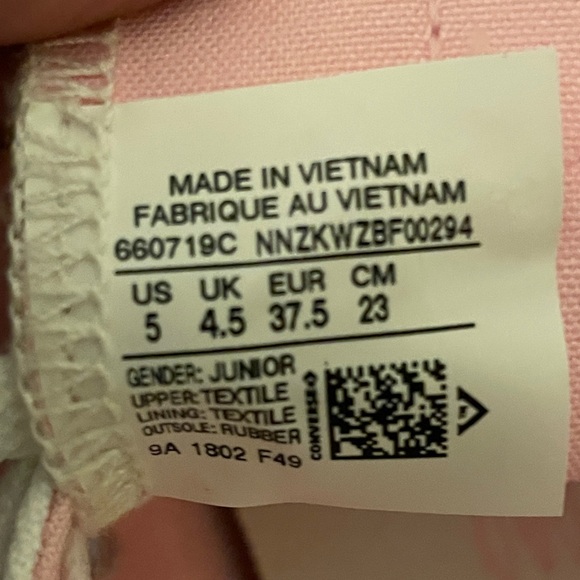 MADE IN VIETNAM
FABRIQUE AU VIETNAM
660719C NNZKWZBF00294
US UK EUR CM
5 4.5 37.5 23
GENDER: JUNIOR
UPPER: TEXTILE
LINING: TEXTILE
OUTSOLE: RUBBER
9A 1802 F49
CONVERSE